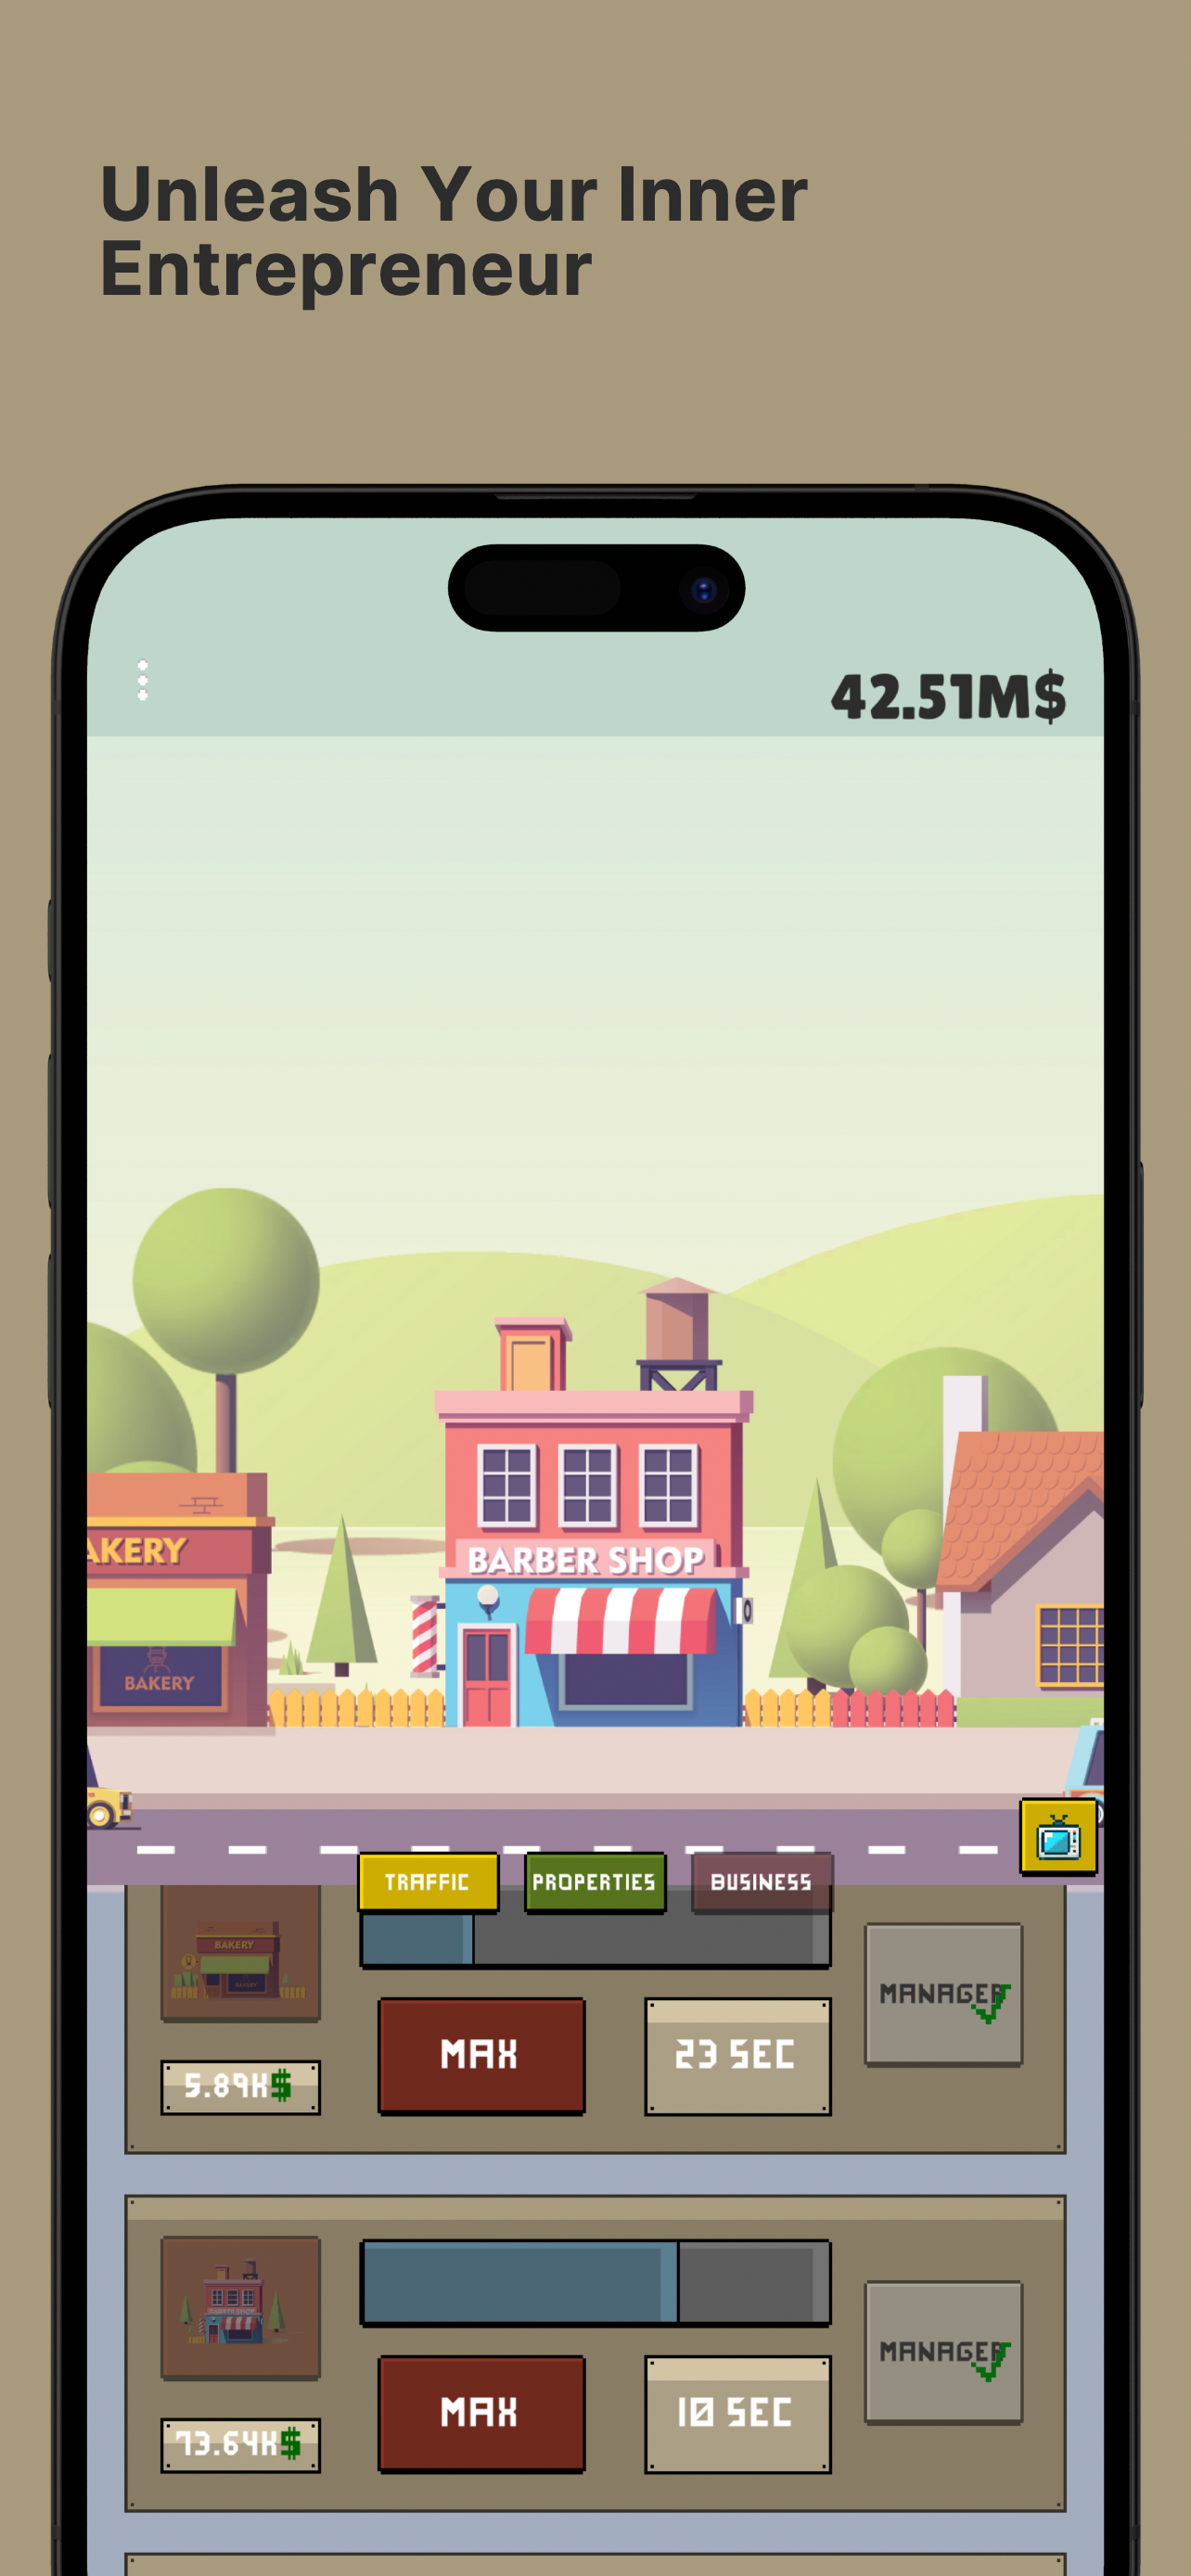 Unleash Your Inner
Entrepreneur
42.51M$
BARBER SHOP
AKERY
BAKERY
TRAFFIC
PROPERTIES
BUSINESS
BAKERY
MANAGER
MAX
23 SEC
5.89K$
MANAGER
MAX
10 SEC
73.64K$